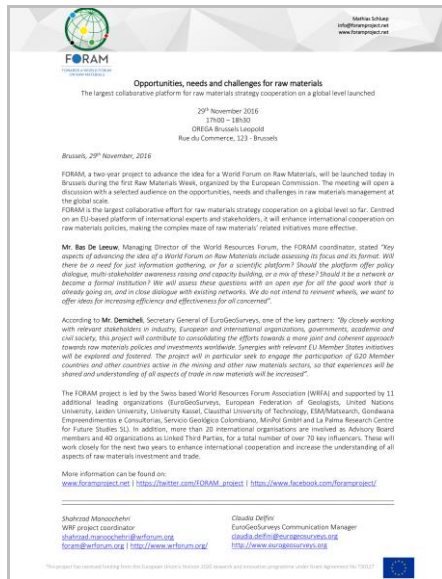 Mathias Schluep
info@foramproject.net
www.foramproject.net
FORAM
TOWARDS A WORLD FORUM
ON RAW MATERIALS
Opportunities, needs and challenges for raw materials
The largest collaborative platform for raw materials strategy cooperation on a global level launched
29th November 2016
17h00 – 18h30
OREGA Brussels Leopold
Rue du Commerce, 123 - Brussels
Brussels, 29th November, 2016
FORAM, a two-year project to advance the idea for a World Forum on Raw Materials, will be launched today in
Brussels during the first Raw Materials Week, organized by the European Commission. The meeting will open a
discussion with a selected audience on the opportunities, needs and challenges in raw materials management at
the global scale.
FORAM is the largest collaborative effort for raw materials strategy cooperation on a global level so far. Centred
on an EU-based platform of international experts and stakeholders, it will enhance international cooperation on
raw materials policies, making the complex maze of raw materials' related initiatives more effective.
Mr. Bas De Leeuw, Managing Director of the World Resources Forum, the FORAM coordinator, stated "Key
aspects of advancing the idea of a World Forum on Raw Materials include assessing its focus and its format. Will
there be a need for just information gathering, or for a scientific platform? Should the platform offer policy
dialogue, multi-stakeholder awareness raising and capacity building, or a mix of these? Should it be a network or
become a formal institution? We will assess these questions with an open eye for all the good work that is
already going on, and in close dialogue with existing networks. We do not intend to reinvent wheels, we want to
offer ideas for increasing efficiency and effectiveness for all concerned".
According to Mr. Demicheli, Secretary General of EuroGeoSurveys, one of the key partners: "By closely working
with relevant stakeholders in industry, European and international organizations, governments, academia and
civil society, this project will contribute to consolidating the efforts towards a more joint and coherent approach
towards raw materials policies and investments worldwide. Synergies with relevant EU Member States initiatives
will be explored and fostered. The project will in particular seek to engage the participation of G20 Member
countries and other countries active in the mining and other raw materials sectors, so that experiences will be
shared and understanding of all aspects of trade in raw materials will be increased".
The FORAM project is led by the Swiss based World Resources Forum Association (WRFA) and supported by 11
additional leading organizations (EuroGeoSurveys, European Federation of Geologists, United Nations
University, Leiden University, University Kassel, Clausthal University of Technology, ESM/Matsearch, Gondwana
Empreendimentos e Consultorias, Servicio Geológico Colombiano, MinPol GmbH and La Palma Research Centre
for Future Studies SL). In addition, more than 20 international organisations are involved as Advisory Board
members and 40 organizations as Linked Third Parties, for a total number of over 70 key influencers. These will
work closely for the next two years to enhance international cooperation and increase the understanding of all
aspects of raw materials investment and trade.
More information can be found on:
www.foramproject.net | https://twitter.com/FORAM_project | https://www.facebook.com/foramproject/
Shahrzad Manoochehri
WRF project coordinator
shahrzad.manoochehri@wrforum.org
foram@wrforum.org | http://www.wrforum.org/
Claudia Delfini
EuroGeoSurveys Communication Manager
claudia.delfini@eurogeosurveys.org
http://www.eurogeosurveys.org
This project has received funding from the European Union's Horizon 2020 research and innovation programme under Grant Agreement No 730127